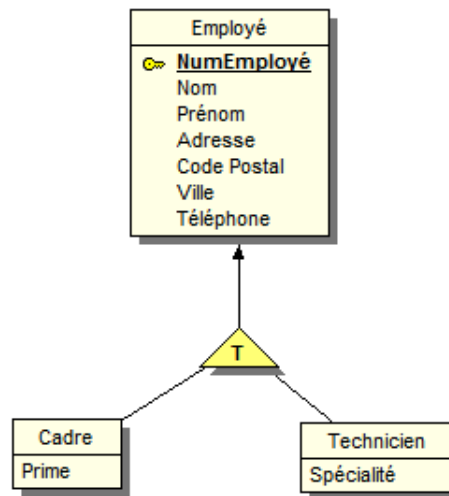 Employé
NumEmployé
Nom
Prénom
Adresse
Code Postal
Ville
Téléphone
T
Cadre
Prime
Technicien
Spécialité